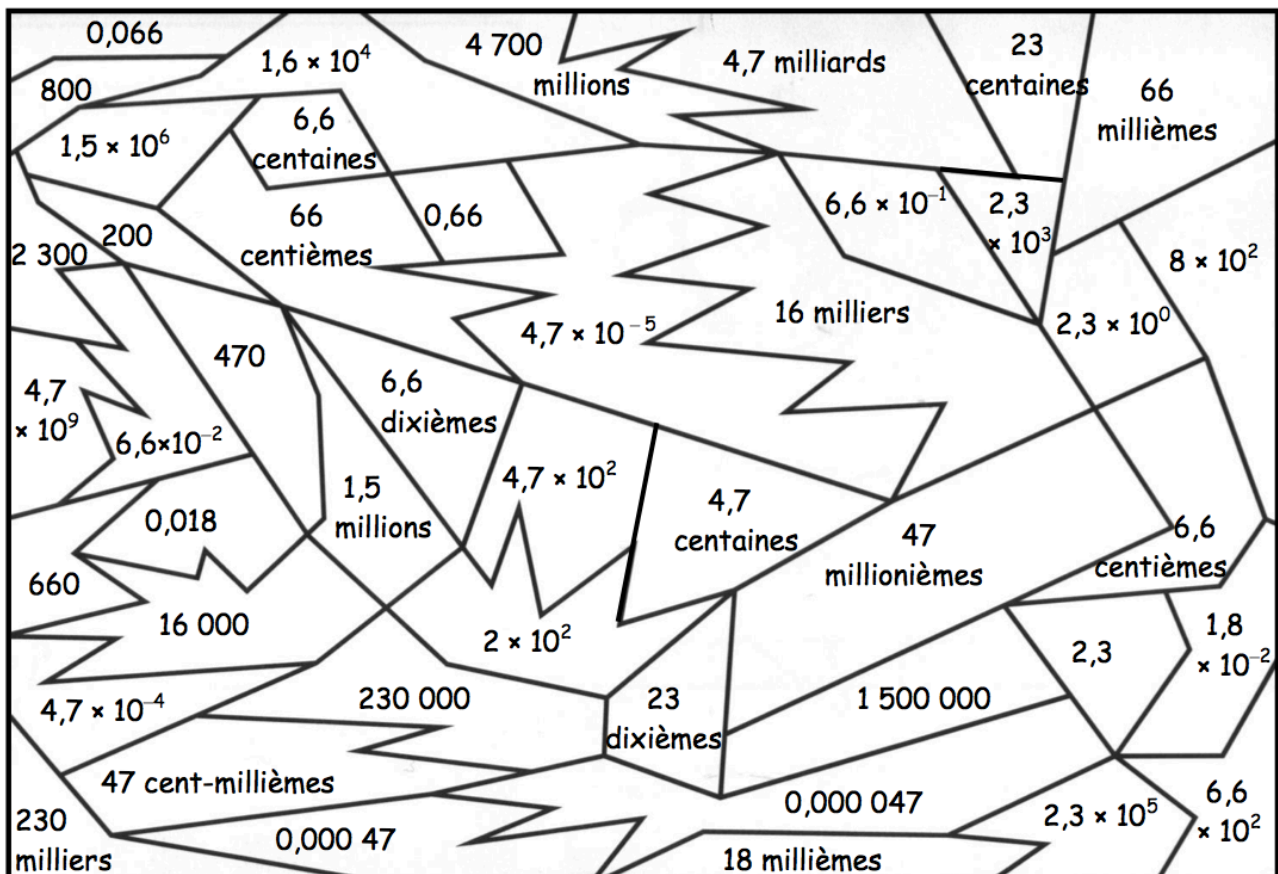 0,066
4 700
millions
1,6 × 10⁴
4,7 milliards
23
centaines
66
millièmes
800
1,5 × 10⁶
6,6
centaines
66
centièmes
0,66
6,6 × 10⁻¹
2,3
× 10³
200
2 300
8 × 10²
4,7 × 10⁻⁵
16 milliers
2,3 × 10⁰
470
6,6
dixièmes
4,7
× 10⁹
6,6×10⁻²
4,7 × 10²
1,5
millions
4,7
centaines
0,018
47
millionièmes
6,6
centièmes
660
16 000
2 × 10²
2,3
1,8
× 10⁻²
4,7 × 10⁻⁴
230 000
23
dixièmes
1 500 000
47 cent-millièmes
0,000 047
2,3 × 10⁵
6,6
× 10²
230
milliers
0,000 47
18 millièmes